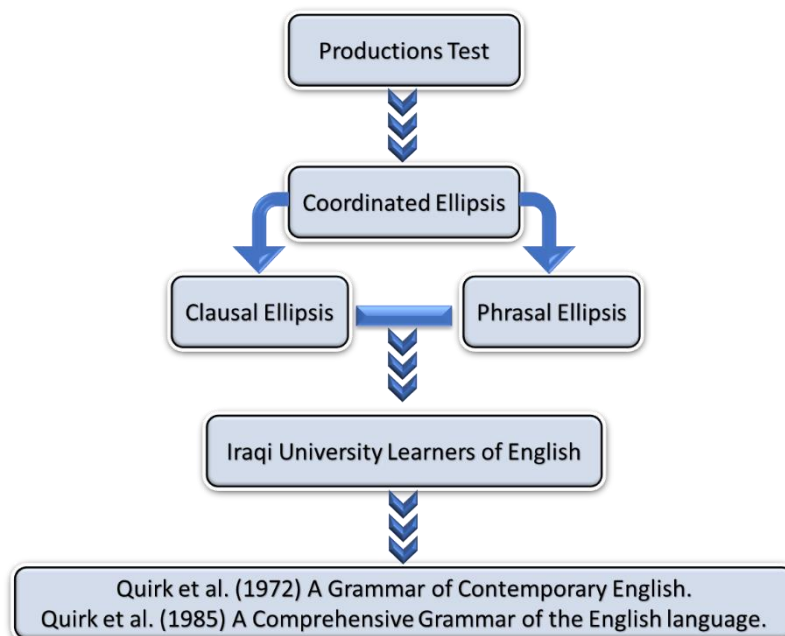 Productions Test
Coordinated Ellipsis
Clausal Ellipsis
Phrasal Ellipsis
Iraqi University Learners of English
Quirk et al. (1972) A Grammar of Contemporary English.
Quirk et al. (1985) A Comprehensive Grammar of the English language.